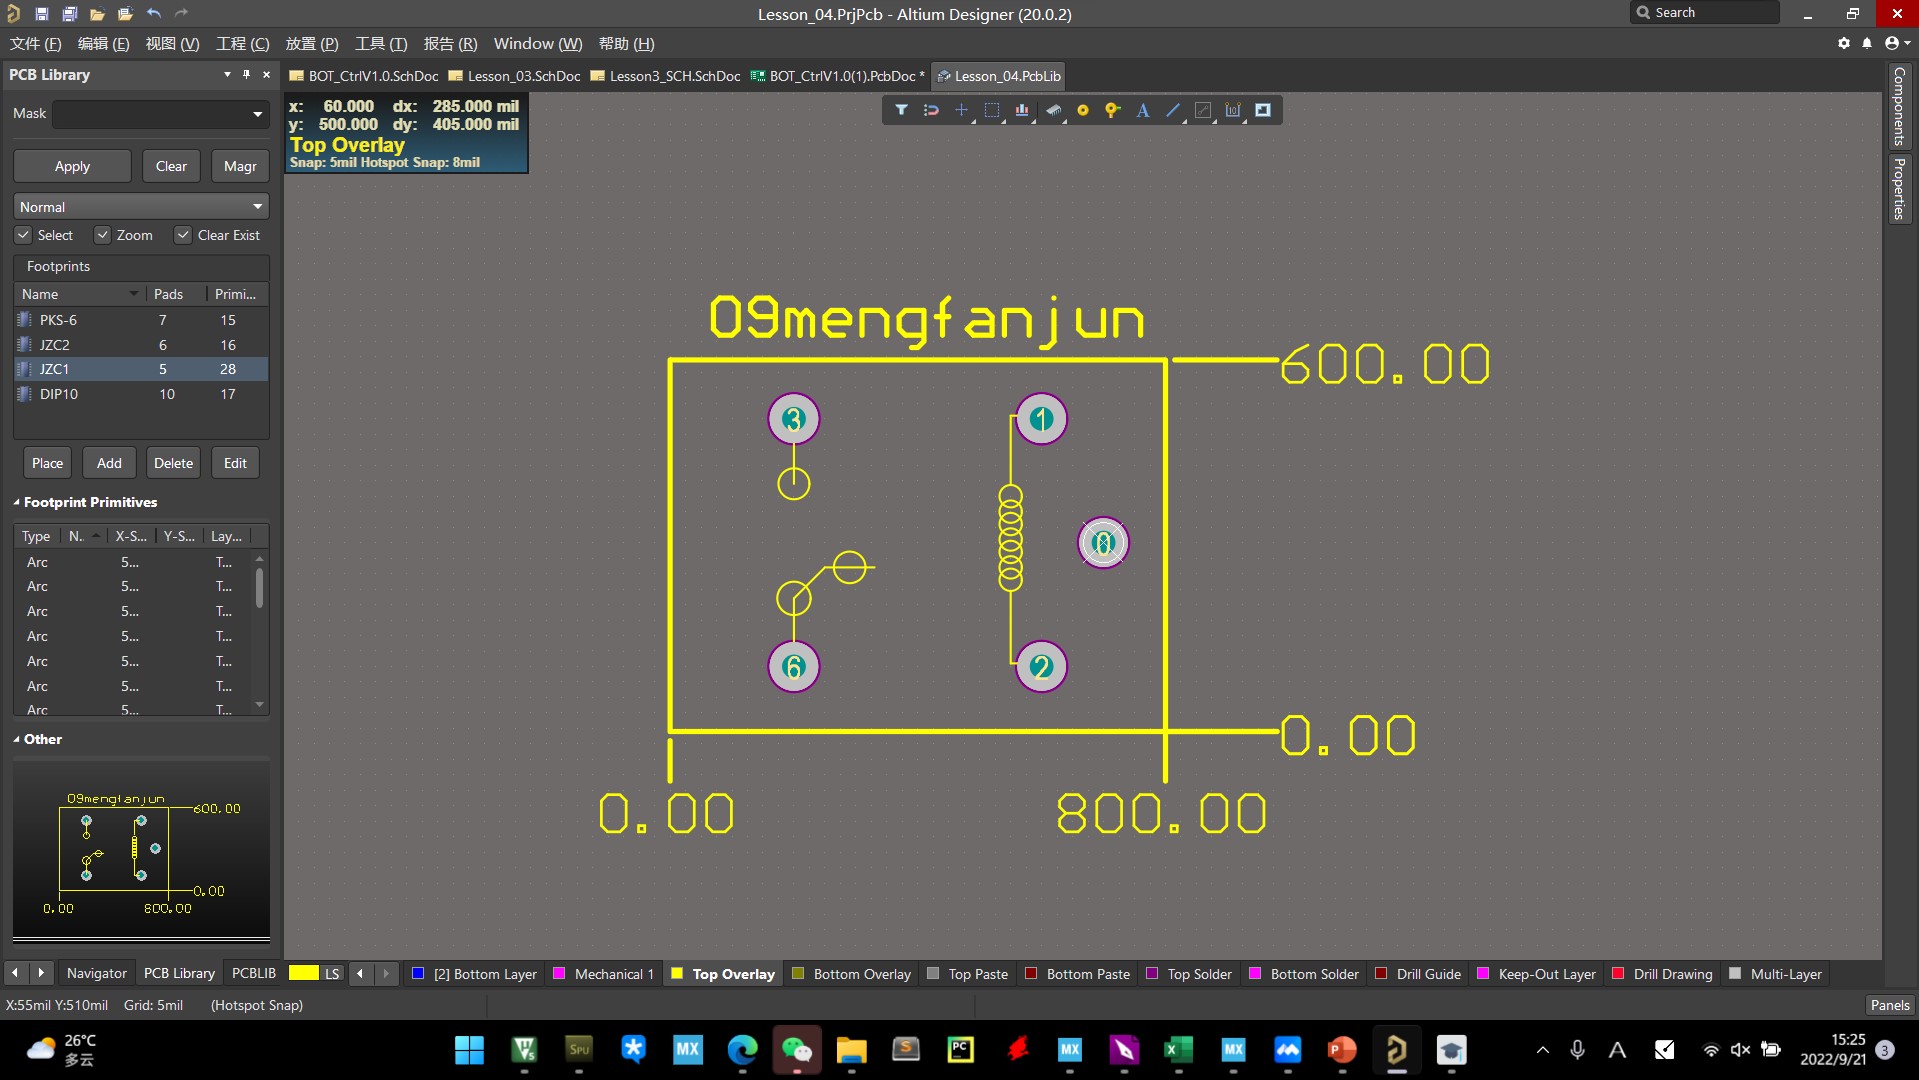 Lesson_04.PrjPcb - Altium Designer (20.0.2)
Search
文件 (F) 编辑 (E) 视图 (V) 工程 (C) 放置 (P) 工具 (T) 报告 (R) Window (W) 帮助 (H)
PCB Library
BOT_CtrlV1.0.SchDoc Lesson_03.SchDoc Lesson3_SCH.SchDoc BOT_CtrlV1.0(1).PcbDoc * Lesson_04.PcbLib
Mask
x: 60.000 dx: 285.000 mil
y: 500.000 dy: 405.000 mil
Top Overlay
Snap: 5mil Hotspot Snap: 8mil
Components
Properties
Apply Clear Magr
Normal
Select Zoom Clear Exist
Footprints
Name Pads Primi...
PKS-6 7 15
JZC2 6 16
JZC1 5 28
DIP10 10 17
Place Add Delete Edit
Footprint Primitives
Type N.. X-S... Y-S... Lay...
Arc 5... T...
Arc 5... T...
Arc 5... T...
Arc 5... T...
Arc 5... T...
Arc 5... T...
Arc 5... T...
Other
09mengfanjun
600.00
0.00
0.00 800.00
09mengfanjun
600.00
3 1
0
6 2
0.00
0.00 800.00
Navigator PCB Library PCBLIB LS [2] Bottom Layer Mechanical 1 Top Overlay Bottom Overlay Top Paste Bottom Paste Top Solder Bottom Solder Drill Guide Keep-Out Layer Drill Drawing Multi-Layer
X:55mil Y:510mil Grid: 5mil (Hotspot Snap)
Panels
26°C
多云
15:25
2022/9/21
3